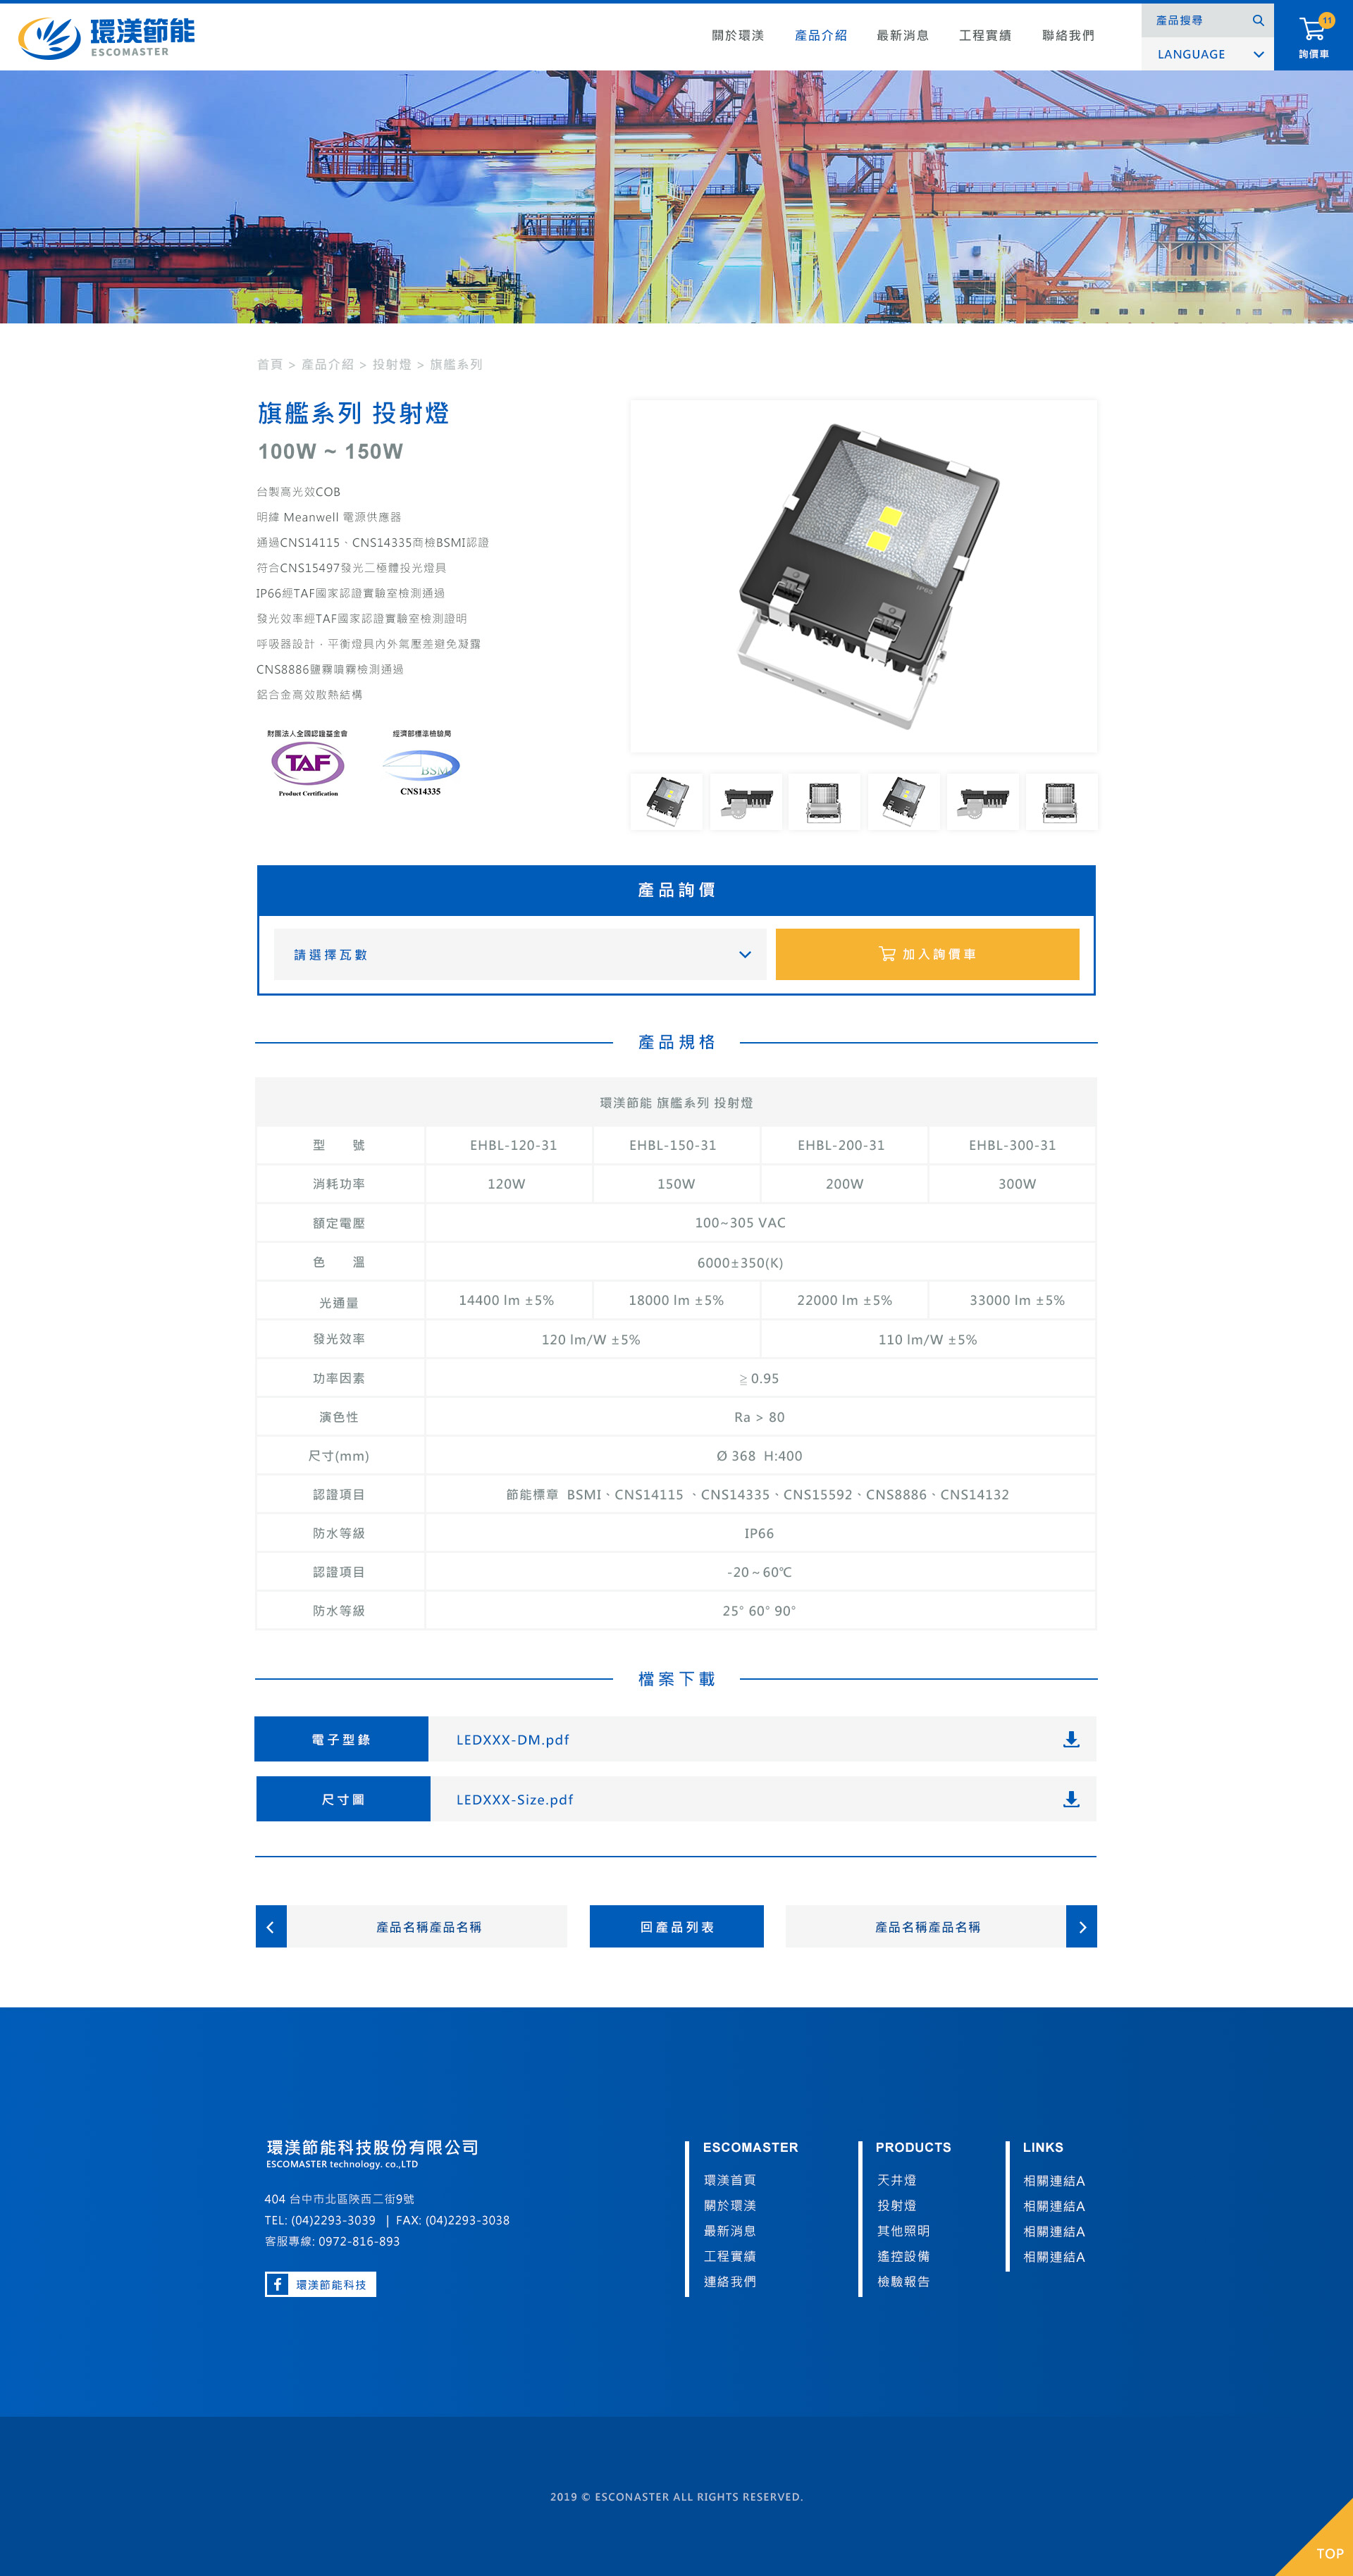 環渼節能
ESCOMASTER
關於環渼 產品介紹 最新消息 工程實績 聯絡我們
產品搜尋
LANGUAGE
11
詢價車
首頁 > 產品介紹 > 投射燈 > 旗艦系列
旗艦系列 投射燈
100W ~ 150W
台製高光效COB
明緯 Meanwell 電源供應器
通過CNS14115、CNS14335商檢BSMI認證
符合CNS15497發光二極體投光燈具
IP66經TAF國家認證實驗室檢測通過
發光效率經TAF國家認證實驗室檢測證明
呼吸器設計，平衡燈具內外氣壓差避免凝露
CNS8886鹽霧噴霧檢測通過
鋁合金高效散熱結構
財團法人全國認證基金會
TAF
Product Certification
經濟部標準檢驗局
BSMI
CNS14335
IP65
產品詢價
請選擇瓦數
加入詢價車
產品規格
環渼節能 旗艦系列 投射燈
型 號 EHBL-120-31 EHBL-150-31 EHBL-200-31 EHBL-300-31
消耗功率 120W 150W 200W 300W
額定電壓 100~305 VAC
色 溫 6000±350(K)
光通量 14400 lm ±5% 18000 lm ±5% 22000 lm ±5% 33000 lm ±5%
發光效率 120 lm/W ±5% 110 lm/W ±5%
功率因素 ≧0.95
演色性 Ra > 80
尺寸(mm) Ø 368 H:400
認證項目 節能標章 BSMI、CNS14115 、CNS14335、CNS15592、CNS8886、CNS14132
防水等級 IP66
認證項目 -20～60℃
防水等級 25° 60° 90°
檔案下載
電子型錄 LEDXXX-DM.pdf
尺寸圖 LEDXXX-Size.pdf
產品名稱產品名稱 回產品列表 產品名稱產品名稱
環渼節能科技股份有限公司
ESCOMASTER technology. co.,LTD
404 台中市北區陝西二街9號
TEL: (04)2293-3039 | FAX: (04)2293-3038
客服專線: 0972-816-893
環渼節能科技
ESCOMASTER
環渼首頁
關於環渼
最新消息
工程實績
連絡我們
PRODUCTS
天井燈
投射燈
其他照明
遙控設備
檢驗報告
LINKS
相關連結A
相關連結A
相關連結A
相關連結A
2019 © ESCONASTER ALL RIGHTS RESERVED.
TOP